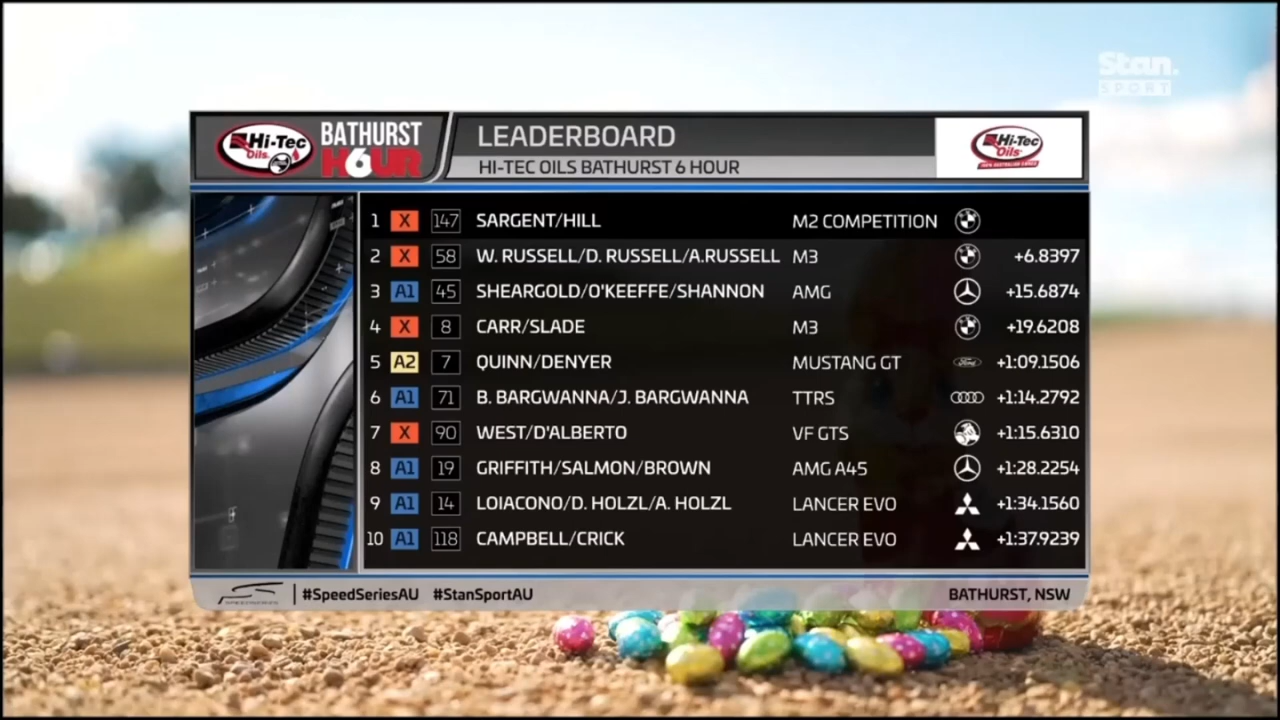 Stan.
SPORT
Hi-Tec Oils
BATHURST 6 HOUR
LEADERBOARD
HI-TEC OILS BATHURST 6 HOUR
Hi-Tec Oils
1 X 147 SARGENT/HILL M2 COMPETITION
2 X 58 W. RUSSELL/D. RUSSELL/A.RUSSELL M3 +6.8397
3 A1 45 SHEARGOLD/O'KEEFFE/SHANNON AMG +15.6874
4 X 8 CARR/SLADE M3 +19.6208
5 A2 7 QUINN/DENYER MUSTANG GT Ford +1:09.1506
6 A1 71 B. BARGWANNA/J. BARGWANNA TTRS +1:14.2792
7 X 90 WEST/D'ALBERTO VF GTS +1:15.6310
8 A1 19 GRIFFITH/SALMON/BROWN AMG A45 +1:28.2254
9 A1 14 LOIACONO/D. HOLZL/A. HOLZL LANCER EVO +1:34.1560
10 A1 118 CAMPBELL/CRICK LANCER EVO +1:37.9239
#SpeedSeriesAU #StanSportAU BATHURST, NSW